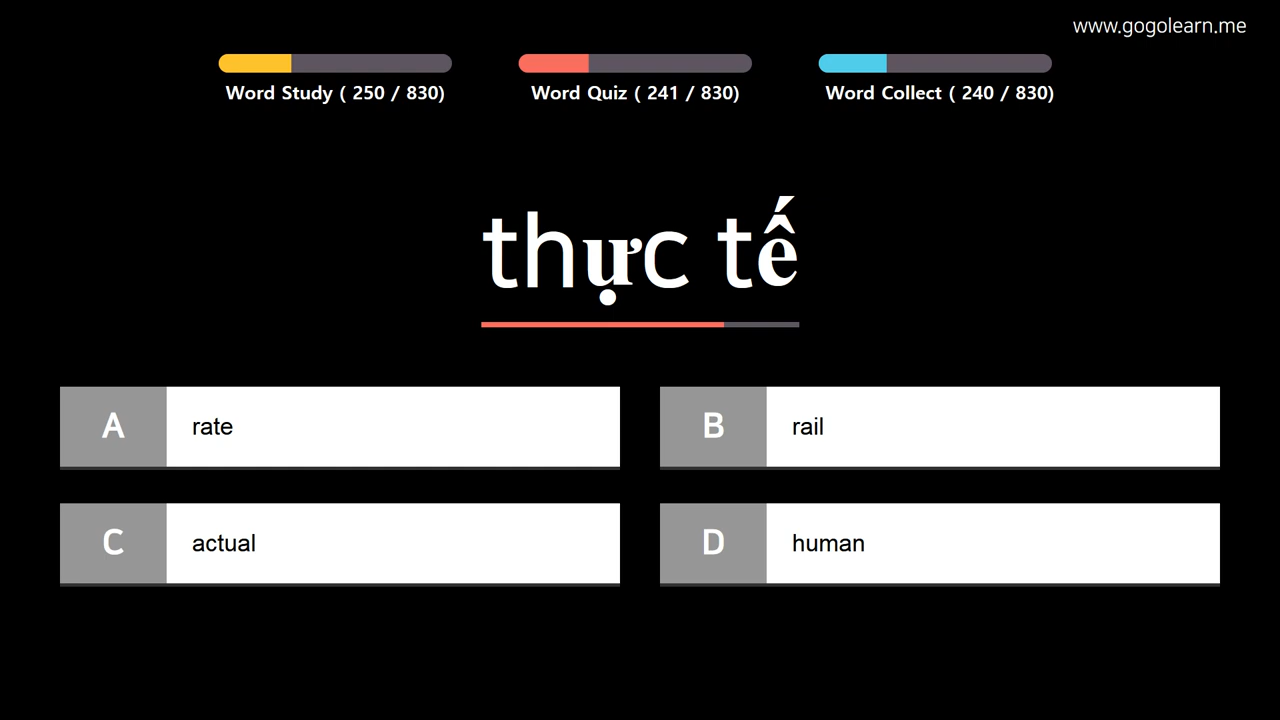 www.gogolearn.me
Word Study ( 250 / 830)
Word Quiz ( 241 / 830)
Word Collect ( 240 / 830)
thực tế
A rate
B rail
C actual
D human